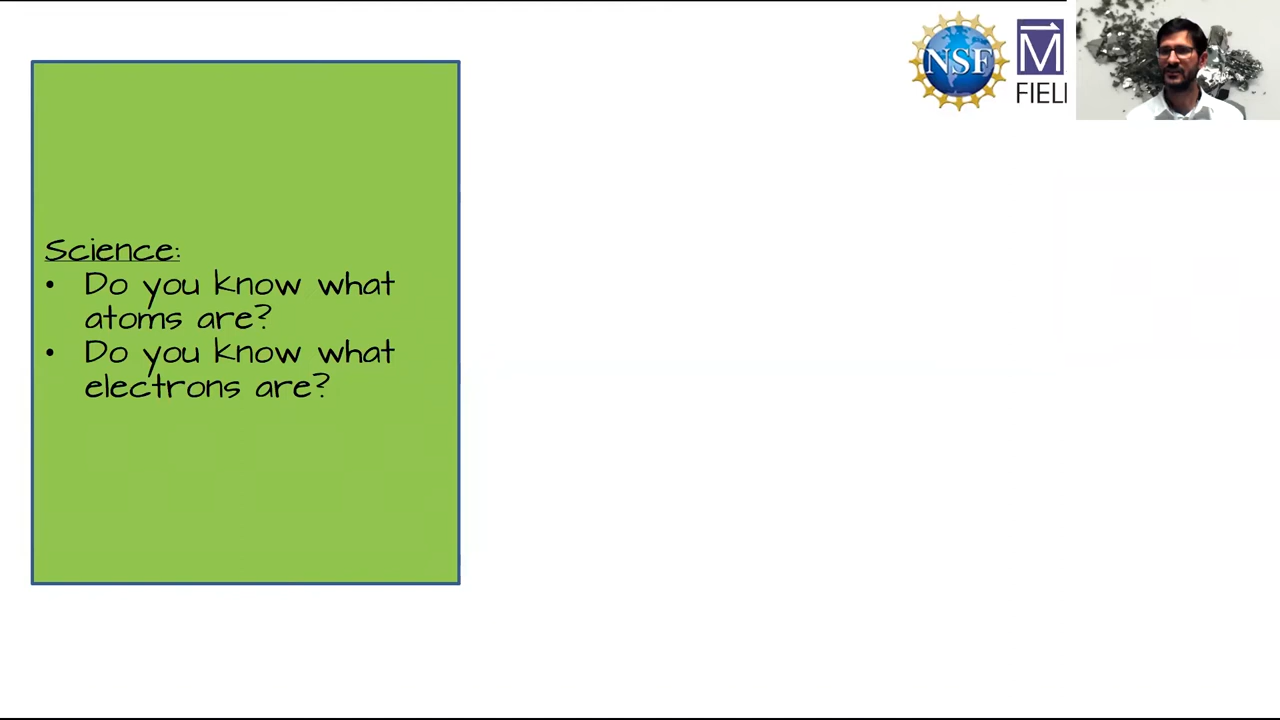 NSF
M
FIEL
Science:
• Do you know what
atoms are?
• Do you know what
electrons are?